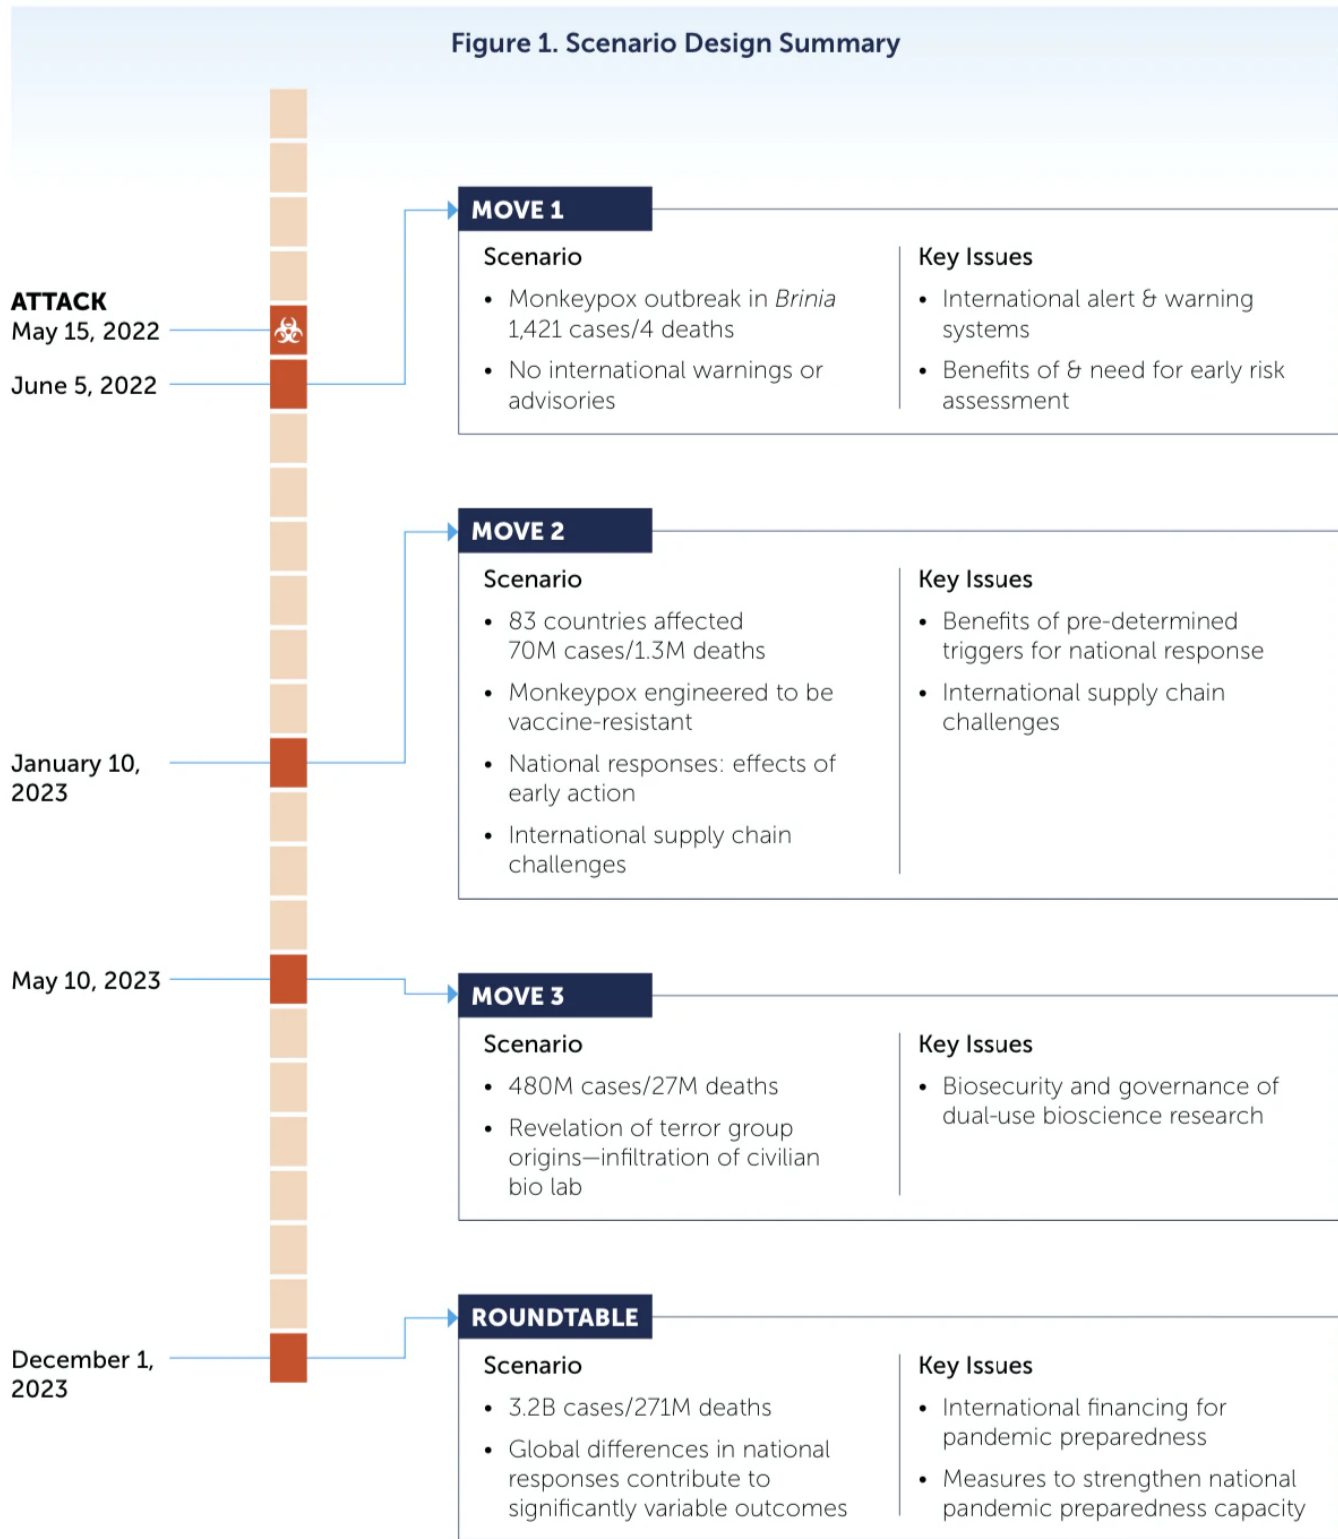 Figure 1. Scenario Design Summary
ATTACK
May 15, 2022
June 5, 2022
MOVE 1
Scenario
• Monkeypox outbreak in Brinia
1,421 cases/4 deaths
• No international warnings or
advisories
Key Issues
• International alert & warning
systems
• Benefits of & need for early risk
assessment
January 10,
2023
MOVE 2
Scenario
• 83 countries affected
70M cases/1.3M deaths
• Monkeypox engineered to be
vaccine-resistant
• National responses: effects of
early action
• International supply chain
challenges
Key Issues
• Benefits of pre-determined
triggers for national response
• International supply chain
challenges
May 10, 2023
MOVE 3
Scenario
• 480M cases/27M deaths
• Revelation of terror group
origins—infiltration of civilian
bio lab
Key Issues
• Biosecurity and governance of
dual-use bioscience research
December 1,
2023
ROUNDTABLE
Scenario
• 3.2B cases/271M deaths
• Global differences in national
responses contribute to
significantly variable outcomes
Key Issues
• International financing for
pandemic preparedness
• Measures to strengthen national
pandemic preparedness capacity